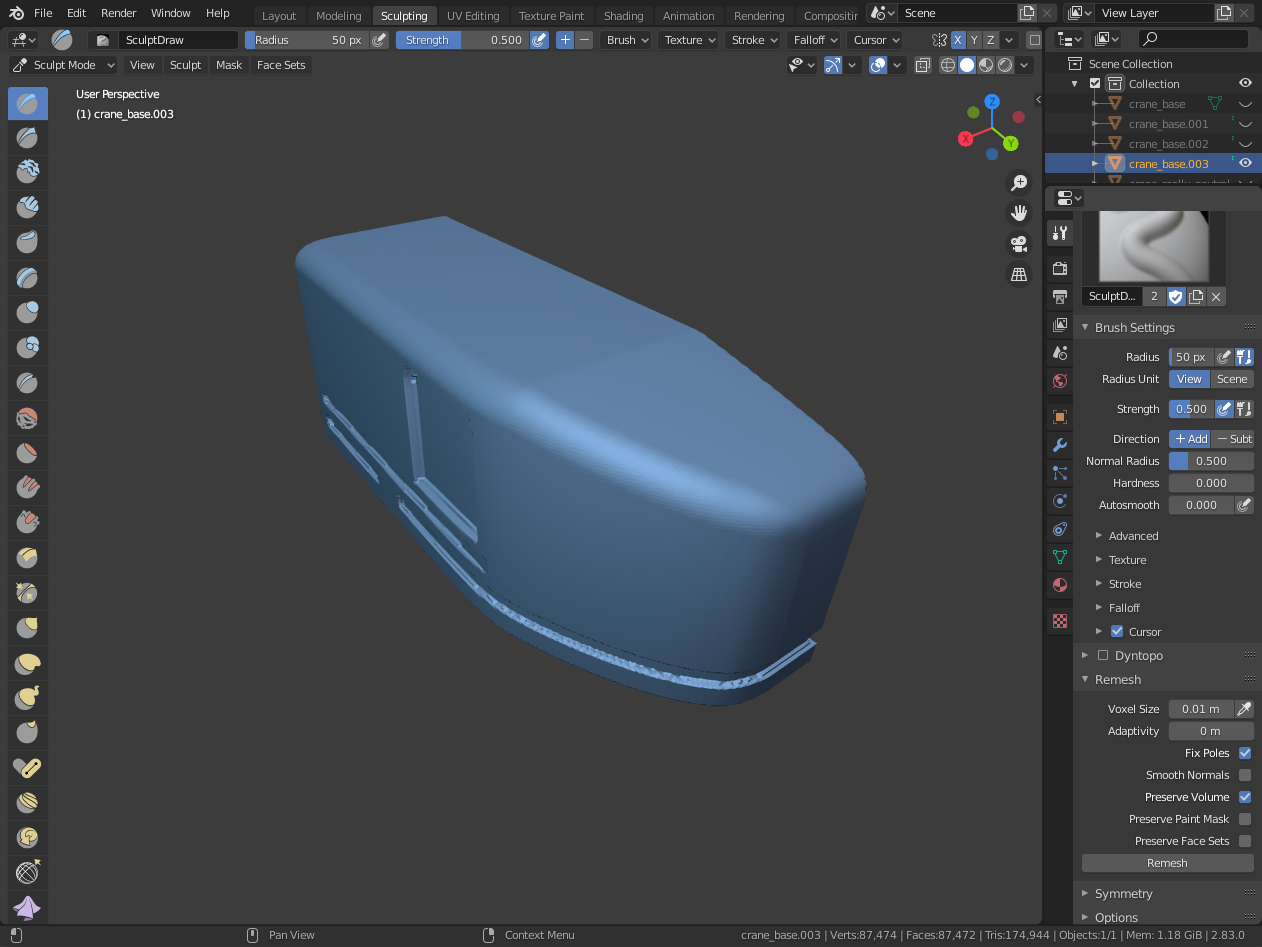 File Edit Render Window Help
Layout Modeling Sculpting UV Editing Texture Paint Shading Animation Rendering Compositin
Scene
View Layer
SculptDraw
Radius 50 px
Strength 0.500
Brush Texture Stroke Falloff Cursor
X Y Z
Sculpt Mode View Sculpt Mask Face Sets
User Perspective
(1) crane_base.003
Z
X
Y
Scene Collection
Collection
crane_base
crane_base.001
crane_base.002
crane_base.003
SculptD... 2
Brush Settings
Radius 50 px
Radius Unit View Scene
Strength 0.500
Direction + Add − Subt
Normal Radius 0.500
Hardness 0.000
Autosmooth 0.000
Advanced
Texture
Stroke
Falloff
Cursor
Dyntopo
Remesh
Voxel Size 0.01 m
Adaptivity 0 m
Fix Poles
Smooth Normals
Preserve Volume
Preserve Paint Mask
Preserve Face Sets
Remesh
Symmetry
Options
Pan View
Context Menu
crane_base.003 | Verts:87,474 | Faces:87,472 | Tris:174,944 | Objects:1/1 | Mem: 1.18 GiB | 2.83.0